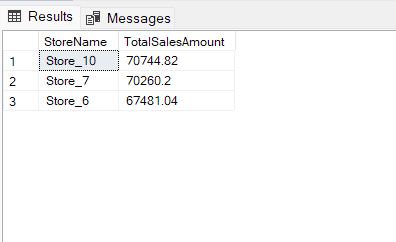 Results Messages
StoreName TotalSalesAmount
1 Store_10 70744.82
2 Store_7 70260.2
3 Store_6 67481.04